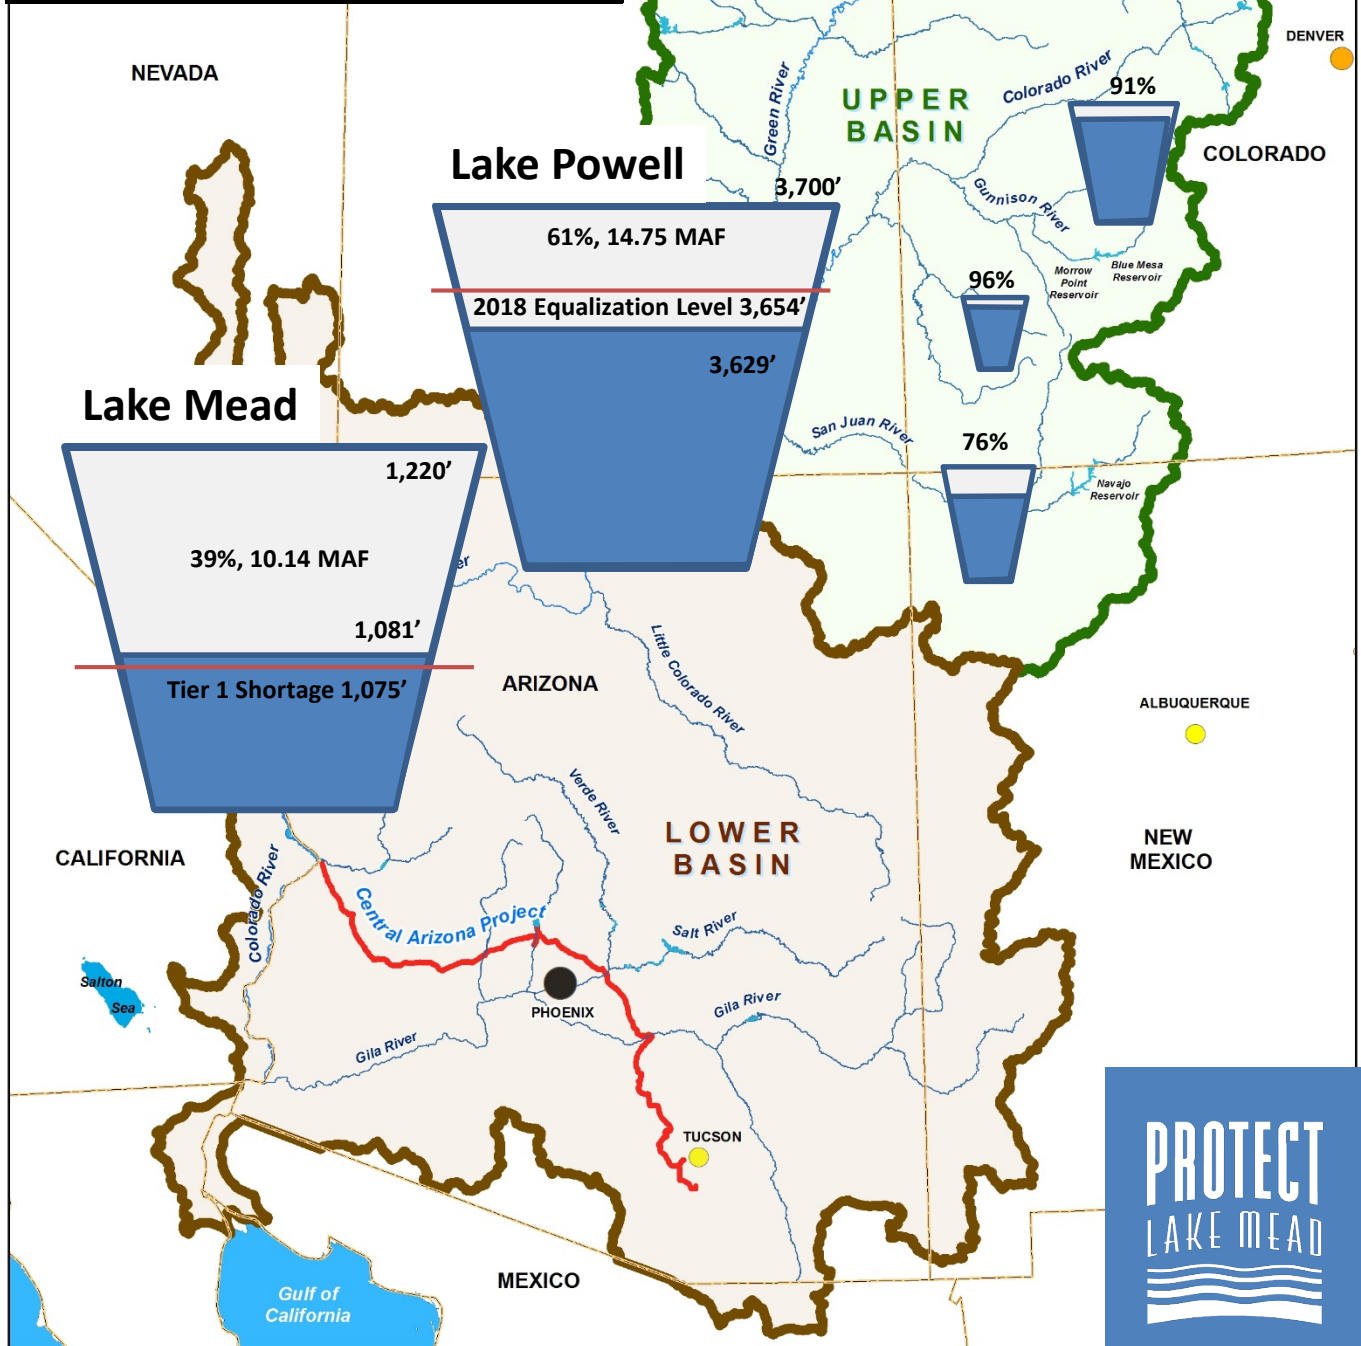 DENVER
NEVADA
Colorado River
91%
Green River
UPPER
BASIN
COLORADO
Lake Powell
3,700’
Gunnison River
61%, 14.75 MAF
Morrow
Point
Reservoir
Blue Mesa
Reservoir
96%
2018 Equalization Level 3,654’
3,629’
Lake Mead
San Juan River
76%
1,220’
Navajo
Reservoir
39%, 10.14 MAF
er
1,081’
Little Colorado River
Tier 1 Shortage 1,075’
ARIZONA
ALBUQUERQUE
Verde River
LOWER
BASIN
NEW
MEXICO
CALIFORNIA
Colorado River
Central Arizona Project
Salt River
Salton
Sea
PHOENIX
Gila River
Gila River
TUCSON
PROTECT
LAKE MEAD
MEXICO
Gulf of
California